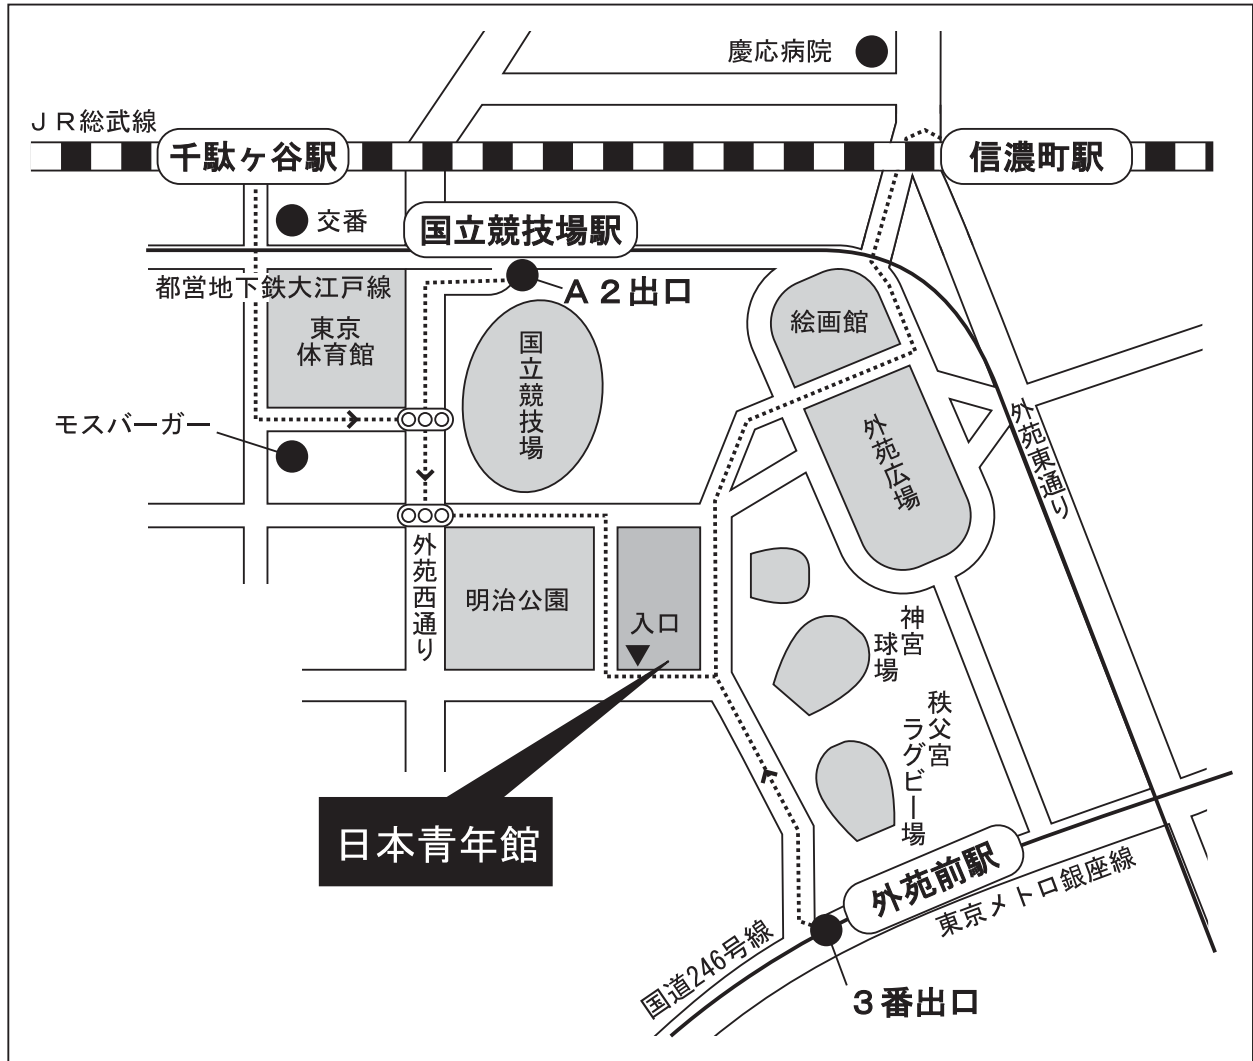 慶応病院
ＪＲ総武線
千駄ヶ谷駅
信濃町駅
交番
国立競技場駅
都営地下鉄大江戸線
Ａ２出口
東京
体育館
絵画館
国立競技場
モスバーガー
外苑広場
外苑東通り
外苑西通り
明治公園
入口
神宮
球場
秩父宮
ラグビー場
日本青年館
外苑前駅
東京メトロ銀座線
国道246号線
３番出口